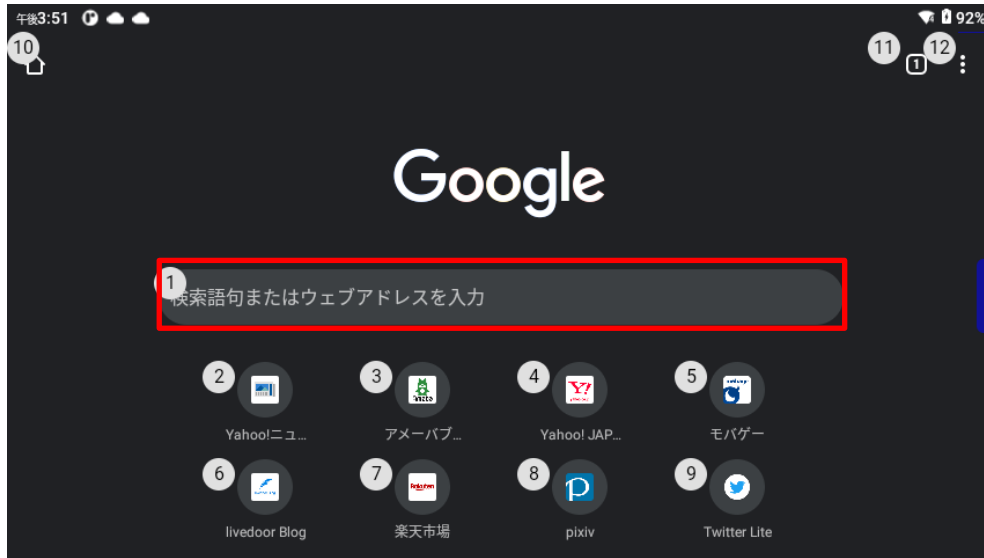 午後3:51 92%
10 11 1 12
Google
1
検索語句またはウェブアドレスを入力
2 3 4 5
Yahoo!ニュ... アメーバブ... Yahoo! JAP... モバゲー
6 7 8 9
livedoor Blog 楽天市場 pixiv Twitter Lite